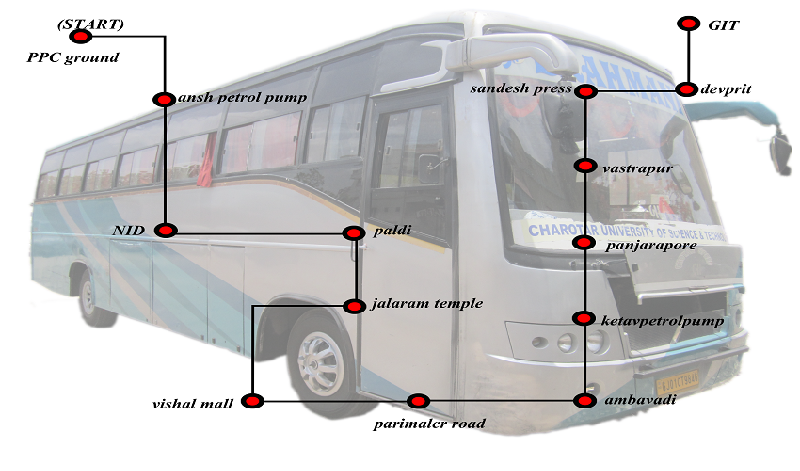 (START)
PPC ground
ansh petrol pump
NID
paldi
jalaram temple
vishal mall
parimalcr road
ambavadi
ketavpetrolpump
panjarapore
vastrapur
sandesh press
devprit
GIT
CHAROTAR UNIVERSITY OF SCIENCE & TECHNO